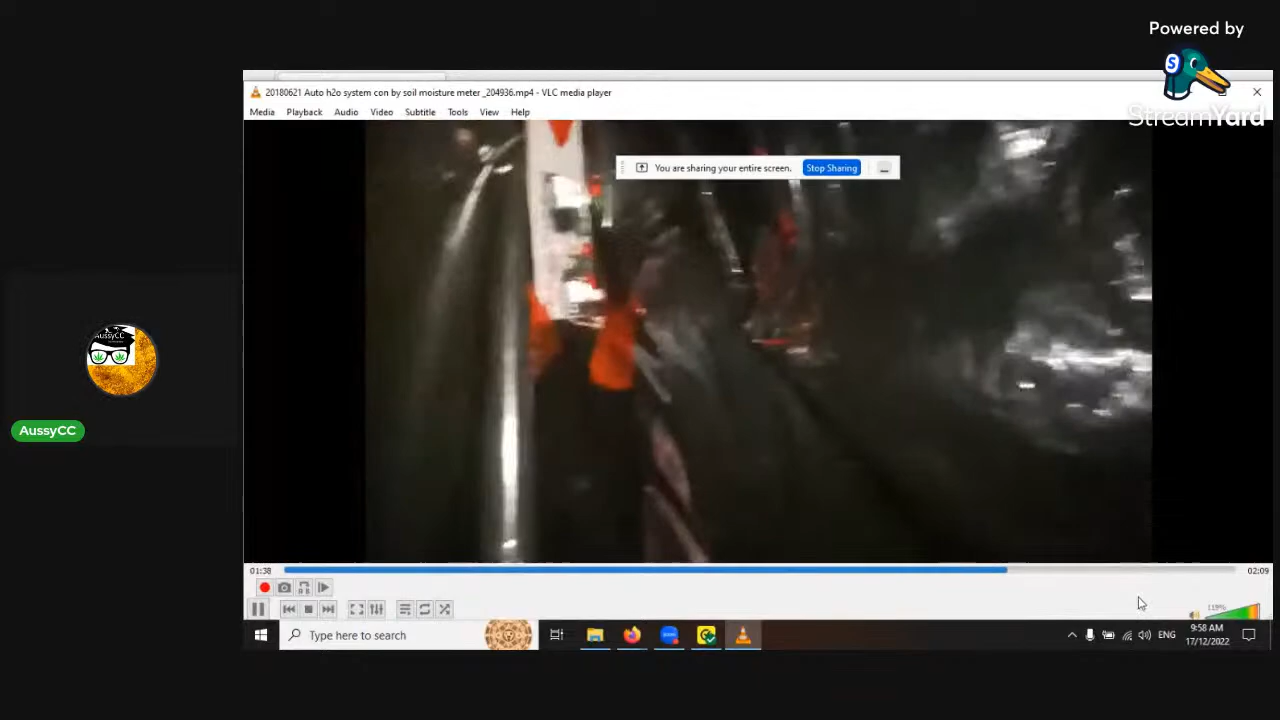 Powered by
StreamYard
20180621 Auto h2o system con by soil moisture meter _204936.mp4 - VLC media player
Media Playback Audio Video Subtitle Tools View Help
You are sharing your entire screen. Stop Sharing
AussyCC
AussyCC
01:38
02:09
119%
Type here to search
ENG
9:58 AM
17/12/2022